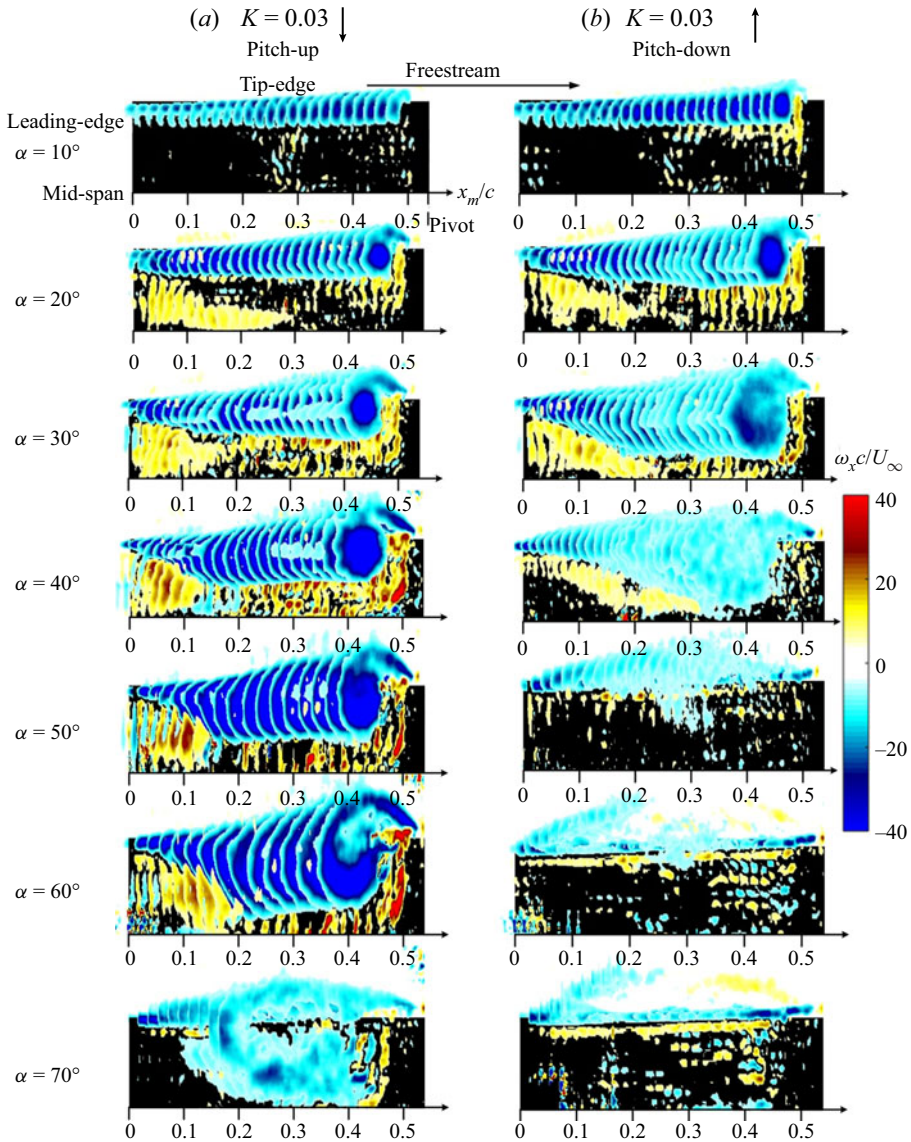 (a) K = 0.03 ↓ (b) K = 0.03 ↑
Pitch-up Pitch-down
Tip-edge Freestream
Leading-edge
α = 10°
Mid-span x_m/c
0 0.1 0.2 0.3 0.4 0.5 0 0.1 0.2 0.3 0.4 0.5
Pivot
α = 20°
0 0.1 0.2 0.3 0.4 0.5 0 0.1 0.2 0.3 0.4 0.5
α = 30°
ω_x c/U_∞
0 0.1 0.2 0.3 0.4 0.5 0 0.1 0.2 0.3 0.4 0.5
40
α = 40°
20
0 0.1 0.2 0.3 0.4 0.5 0 0.1 0.2 0.3 0.4 0.5
0
α = 50°
–20
0 0.1 0.2 0.3 0.4 0.5 0 0.1 0.2 0.3 0.4 0.5
–40
α = 60°
0 0.1 0.2 0.3 0.4 0.5 0 0.1 0.2 0.3 0.4 0.5
α = 70°
0 0.1 0.2 0.3 0.4 0.5 0 0.1 0.2 0.3 0.4 0.5